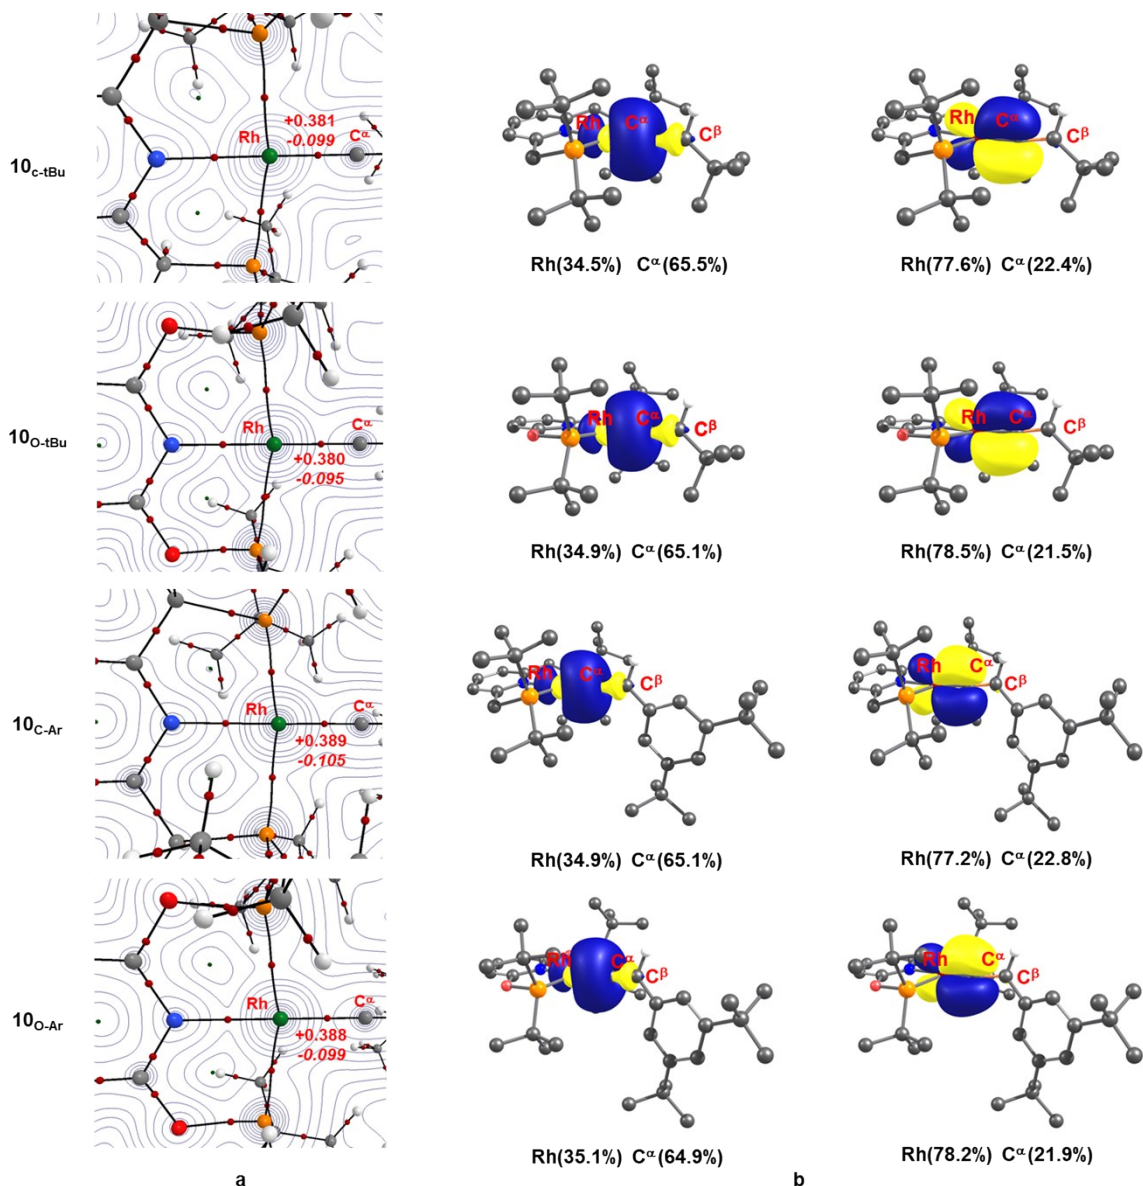 10c-tBu
Rh
+0.381
-0.099
Cα
Rh Cα Cβ
Rh(34.5%) Cα(65.5%)
Rh Cα Cβ
Rh(77.6%) Cα(22.4%)
10O-tBu
Rh
+0.380
-0.095
Cα
Rh Cα Cβ
Rh(34.9%) Cα(65.1%)
Rh Cα Cβ
Rh(78.5%) Cα(21.5%)
10C-Ar
Rh
+0.389
-0.105
Cα
Rh Cα Cβ
Rh(34.9%) Cα(65.1%)
Rh Cα Cβ
Rh(77.2%) Cα(22.8%)
10O-Ar
Rh
+0.388
-0.099
Cα
Rh Cα Cβ
Rh(35.1%) Cα(64.9%)
Rh Cα Cβ
Rh(78.2%) Cα(21.9%)
a
b